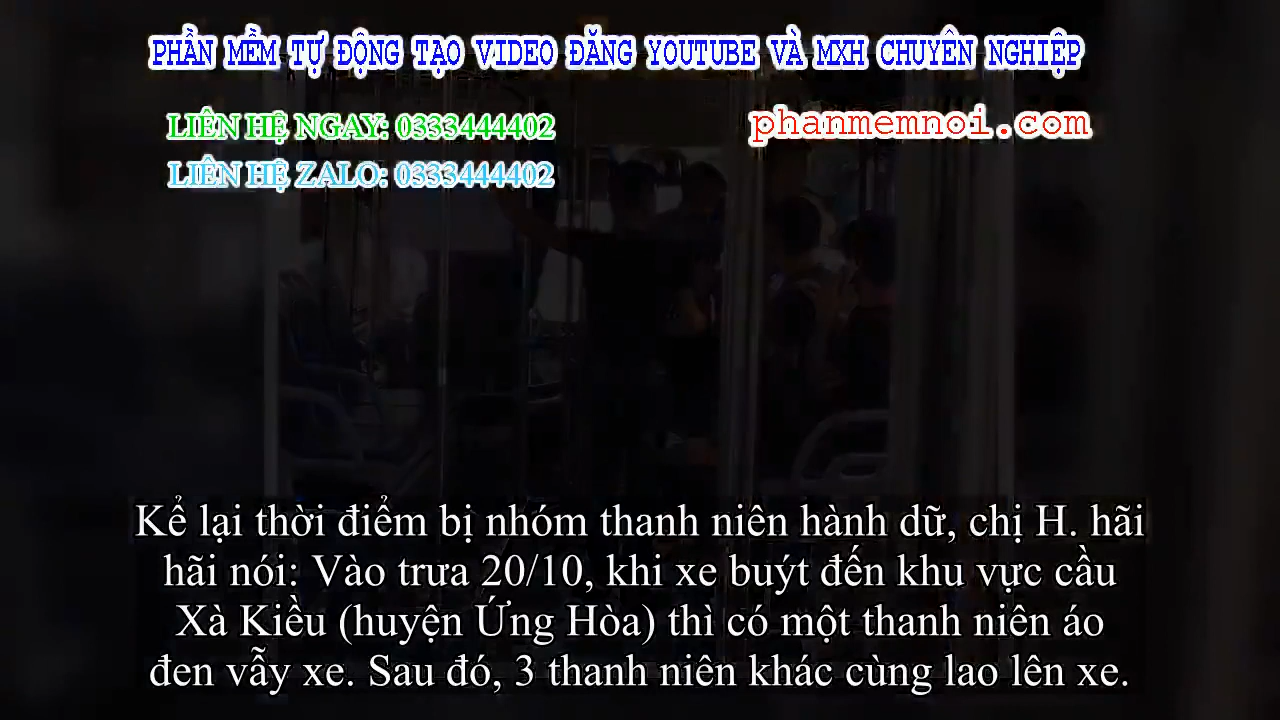 PHẦN MỀM TỰ ĐỘNG TẠO VIDEO ĐĂNG YOUTUBE VÀ MXH CHUYÊN NGHIỆP
LIÊN HỆ NGAY: 0333444402
phanmemnoi.com
LIÊN HỆ ZALO: 0333444402
Kể lại thời điểm bị nhóm thanh niên hành dữ, chị H. hãi
hãi nói: Vào trưa 20/10, khi xe buýt đến khu vực cầu
Xà Kiều (huyện Ứng Hòa) thì có một thanh niên áo
đen vẫy xe. Sau đó, 3 thanh niên khác cùng lao lên xe.